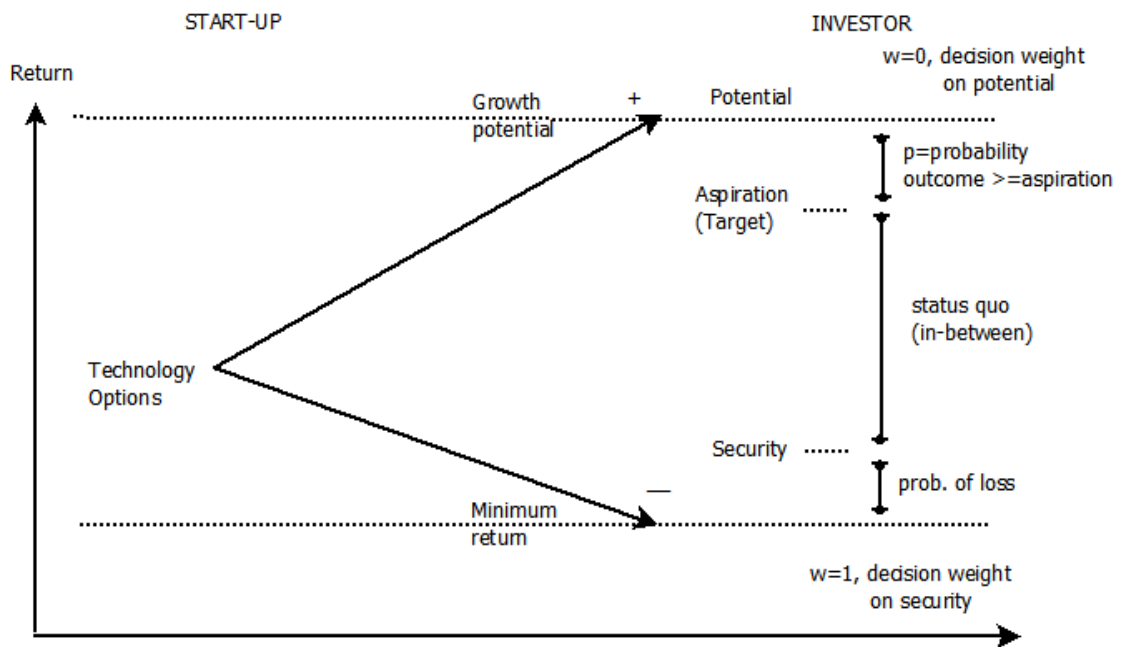 START-UP
INVESTOR
w=0, decision weight
on potential
Return
Growth
potential
+
Potential
p=probability
outcome >=aspiration
Aspiration
(Target)
status quo
(in-between)
Technology
Options
Security
—
prob. of loss
Minimum
return
w=1, decision weight
on security